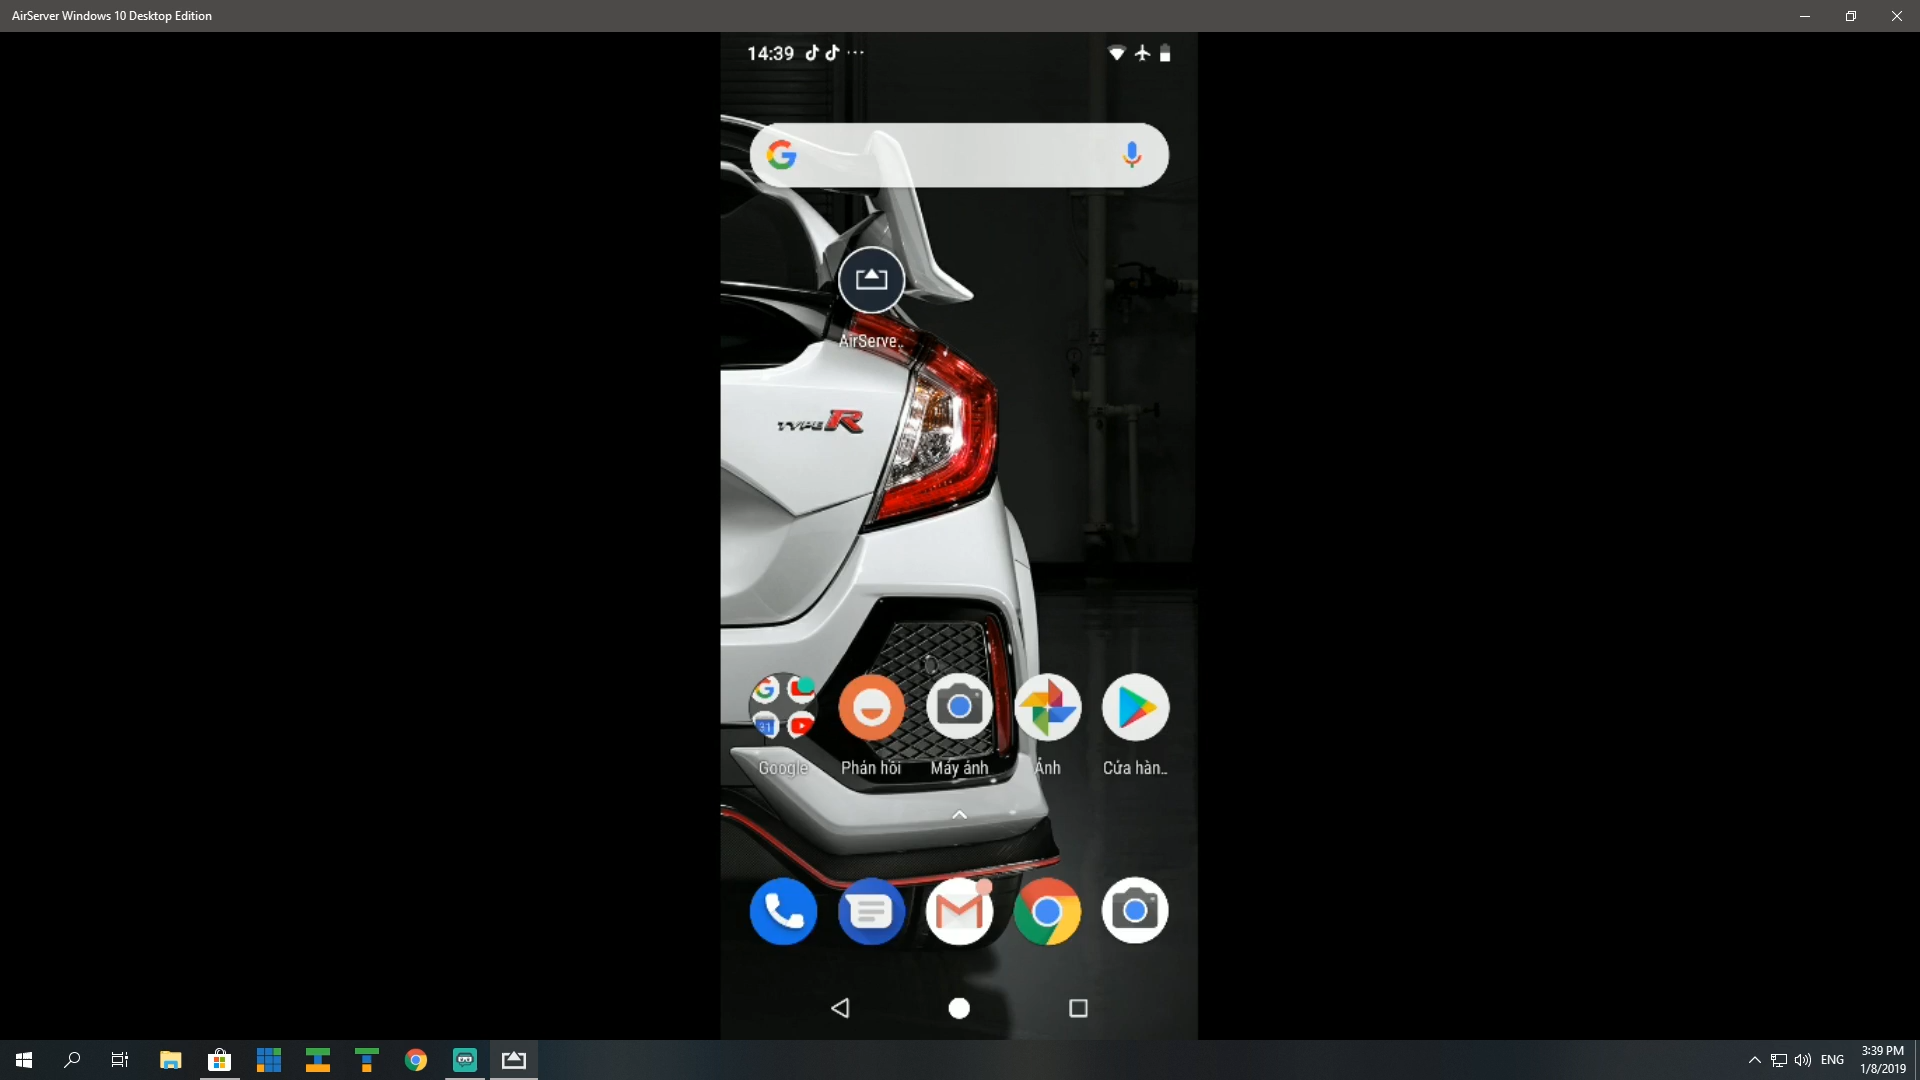 AirServer Windows 10 Desktop Edition
14:39
AirServe..
TYPE R
31
Google
Phản hồi
Máy ảnh
Ảnh
Cửa hàn..
ENG
3:39 PM
1/8/2019